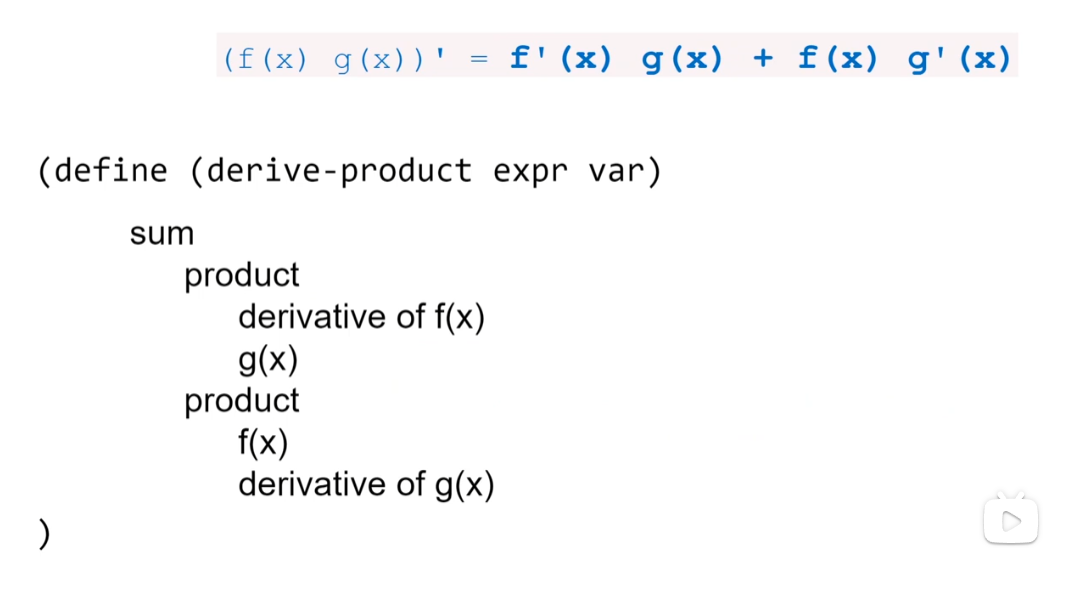 (f(x) g(x))' = f'(x) g(x) + f(x) g'(x)
(define (derive-product expr var)
sum
product
derivative of f(x)
g(x)
product
f(x)
derivative of g(x)
)